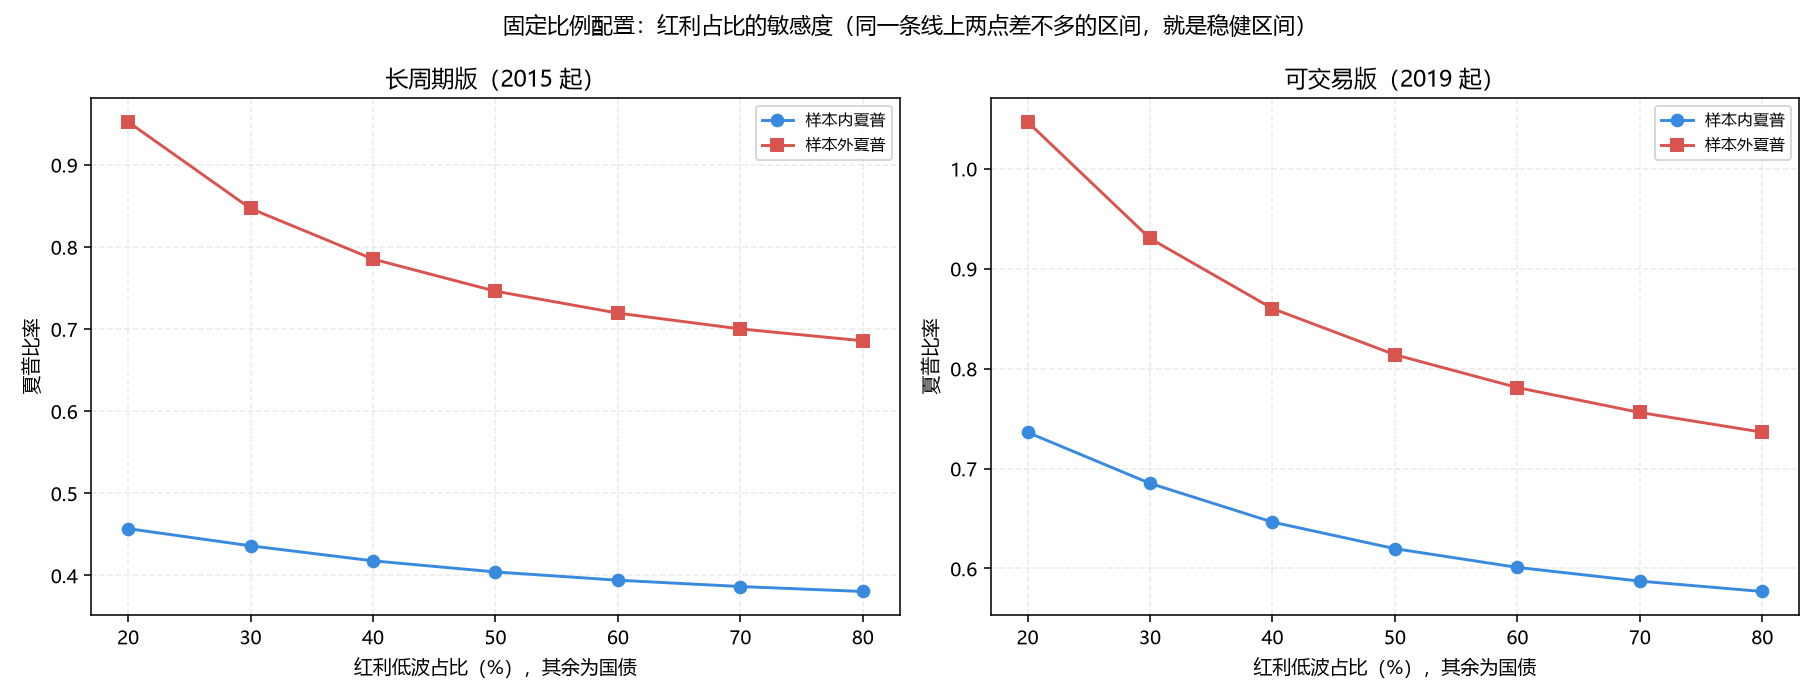 固定比例配置：红利占比的敏感度（同一条线上两点差不多的区间，就是稳健区间）
长周期版（2015 起）
样本内夏普
样本外夏普
夏普比率
0.9
0.8
0.7
0.6
0.5
0.4
20 30 40 50 60 70 80
红利低波占比（%），其余为国债
可交易版（2019 起）
样本内夏普
样本外夏普
夏普比率
1.0
0.9
0.8
0.7
0.6
20 30 40 50 60 70 80
红利低波占比（%），其余为国债